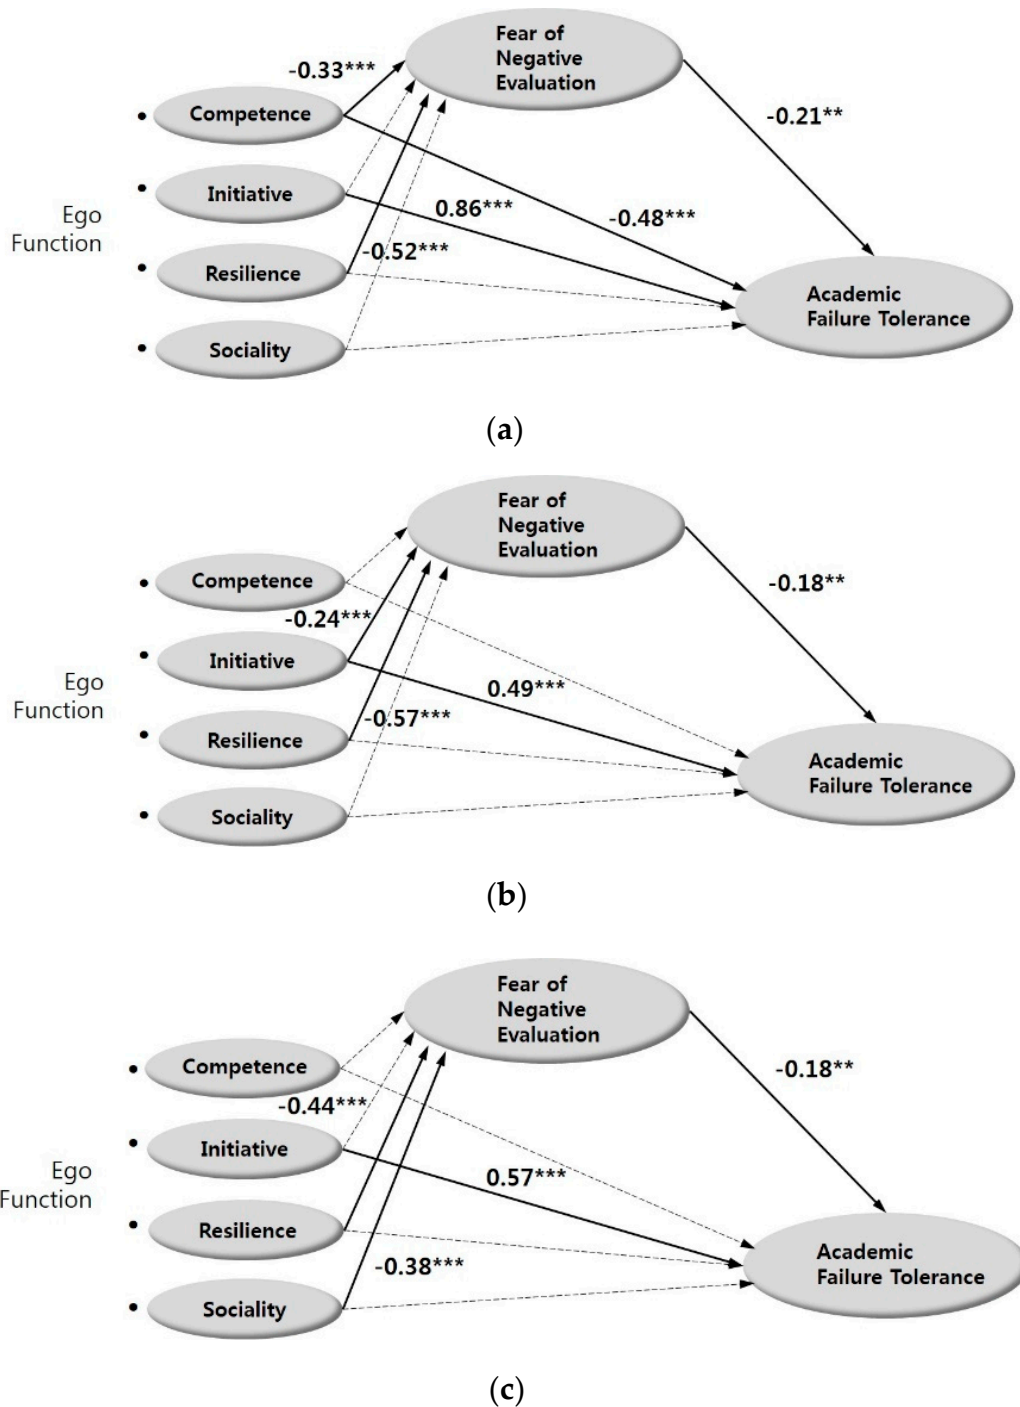 Fear of
Negative
Evaluation
-0.33***
-0.21**
Competence
Initiative
0.86***
-0.48***
Ego
Function
-0.52***
Resilience
Academic
Failure Tolerance
Sociality
(a)
Fear of
Negative
Evaluation
Competence
-0.18**
-0.24***
Initiative
Ego
Function
0.49***
-0.57***
Resilience
Academic
Failure Tolerance
Sociality
(b)
Fear of
Negative
Evaluation
Competence
-0.18**
-0.44***
Initiative
Ego
Function
0.57***
Resilience
Academic
Failure Tolerance
-0.38***
Sociality
(c)